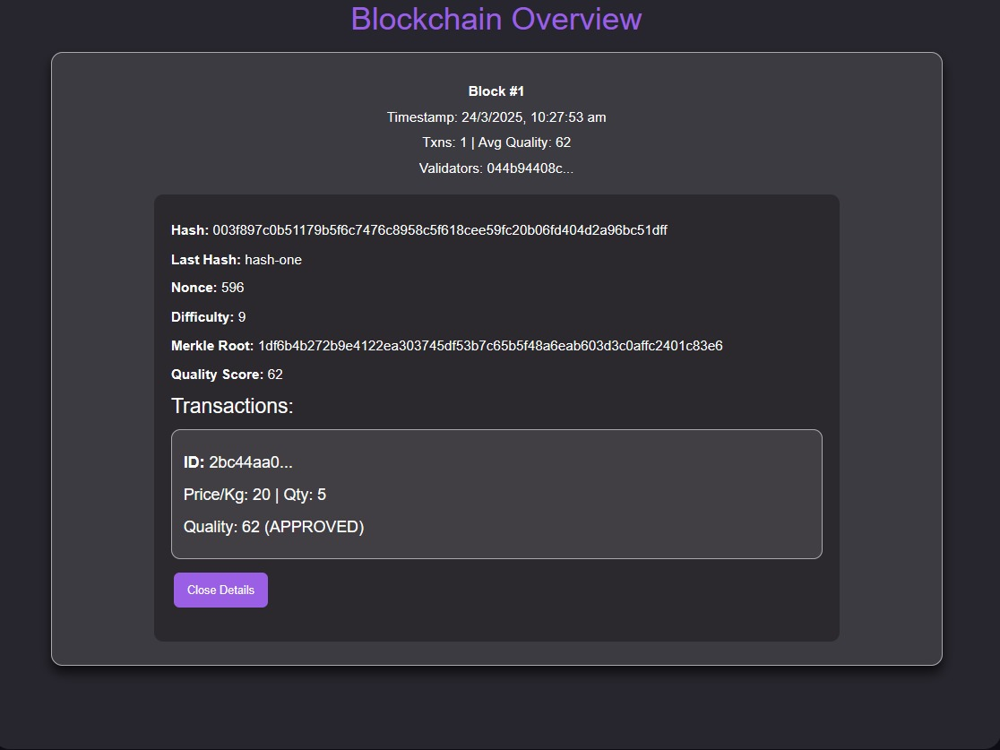 Blockchain Overview
Block #1
Timestamp: 24/3/2025, 10:27:53 am
Txns: 1 | Avg Quality: 62
Validators: 044b94408c...
Hash: 003f897c0b51179b5f6c7476c8958c5f618cee59fc20b06fd404d2a96bc51dff
Last Hash: hash-one
Nonce: 596
Difficulty: 9
Merkle Root: 1df6b4b272b9e4122ea303745df53b7c65b5f48a6eab603d3c0affc2401c83e6
Quality Score: 62
Transactions:
ID: 2bc44aa0...
Price/Kg: 20 | Qty: 5
Quality: 62 (APPROVED)
Close Details